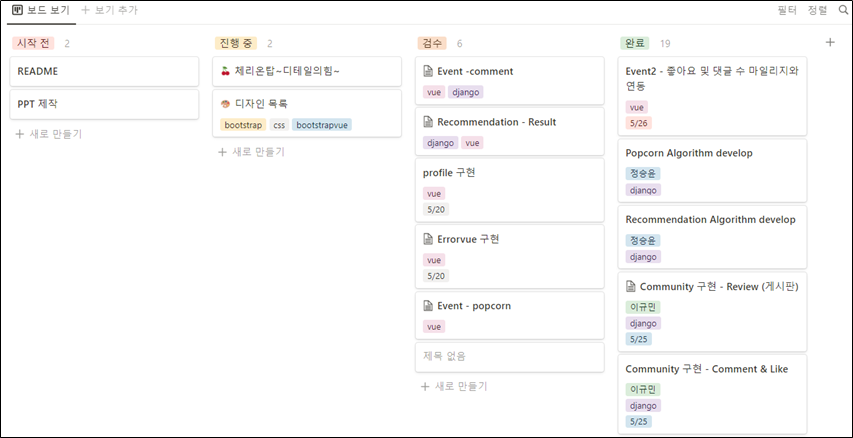 보드 보기 + 보기 추가 필터 정렬
시작 전 2
README
PPT 제작
+ 새로 만들기
진행 중 2
체리온탑~디테일의힘~
디자인 목록
bootstrap css bootstrapvue
+ 새로 만들기
검수 6
Event -comment
vue django
Recommendation - Result
django vue
profile 구현
vue
5/20
Errorvue 구현
vue
5/20
Event - popcorn
vue
제목 없음
+ 새로 만들기
완료 19
Event2 - 좋아요 및 댓글 수 마일리지와
연동
vue
5/26
Popcorn Algorithm develop
정승윤
django
Recommendation Algorithm develop
정승윤
django
Community 구현 - Review (게시판)
이규민
django
5/25
Community 구현 - Comment & Like
이규민
django
5/25